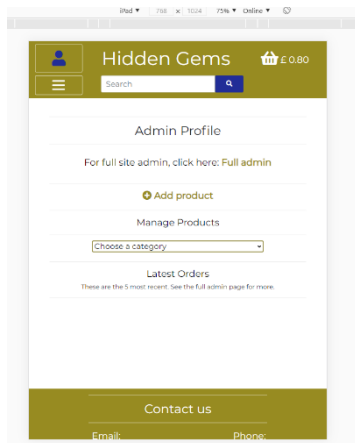 iPad ▼ 768 × 1024 75% ▼ Online ▼
Hidden Gems
£ 0.80
Search
Admin Profile
For full site admin, click here: Full admin
Add product
Manage Products
Choose a category
Latest Orders
These are the 5 most recent. See the full admin page for more.
Contact us
Email: Phone: